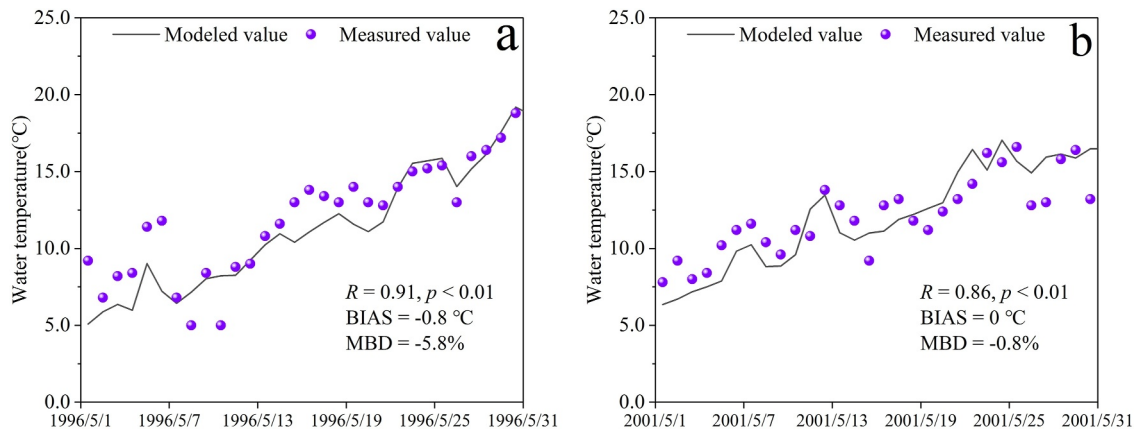 25.0
20.0
15.0
10.0
5.0
0.0
Water temperature(℃)
Modeled value
Measured value
a
R = 0.91, p < 0.01
BIAS = -0.8 ℃
MBD = -5.8%
1996/5/1 1996/5/7 1996/5/13 1996/5/19 1996/5/25 1996/5/31
25.0
20.0
15.0
10.0
5.0
0.0
Water temperature(℃)
Modeled value
Measured value
b
R = 0.86, p < 0.01
BIAS = 0 ℃
MBD = -0.8%
2001/5/1 2001/5/7 2001/5/13 2001/5/19 2001/5/25 2001/5/31